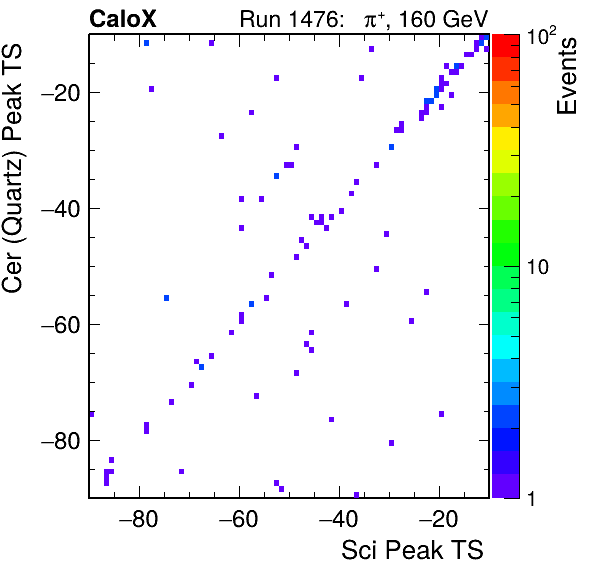 CaloX Run 1476: π⁺, 160 GeV
Cer (Quartz) Peak TS
−20
−40
−60
−80
−80 −60 −40 −20
Sci Peak TS
10²
10
1
Events